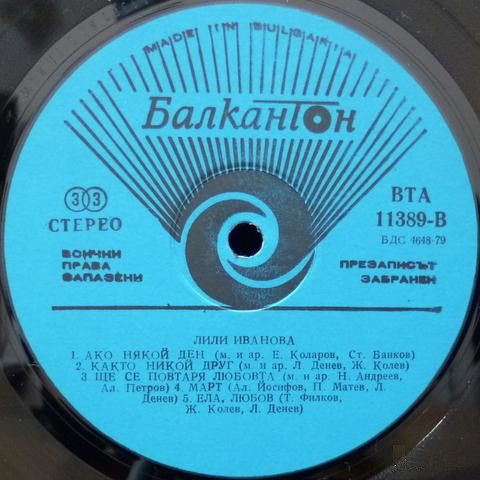 MADE IN BULGARIA
Балкантон
33
СТЕРЕО
ВСИЧКИ
ПРАВА
ЗАПАЗЕНИ
ВТА
11389-В
БДС 4648-79
ПРЕЗАПИСЪТ
ЗАБРАНЕН
ЛИЛИ ИВАНОВА
1. АКО НЯКОЙ ДЕН (м. и ар. Е. Коларов, Ст. Банков)
2. КАКТО НИКОЙ ДРУГ (м. и ар. Л. Денев, Ж. Колев)
3. ЩЕ СЕ ПОВТАРЯ ЛЮБОВТА (м. и ар. Н. Андреев,
Ал. Петров) 4. МАРТ (Ал. Йосифов, П. Матев, Л.
Денев) 5. ЕЛА, ЛЮБОВ (Т. Филков,
Ж. Колев, Л. Денев)